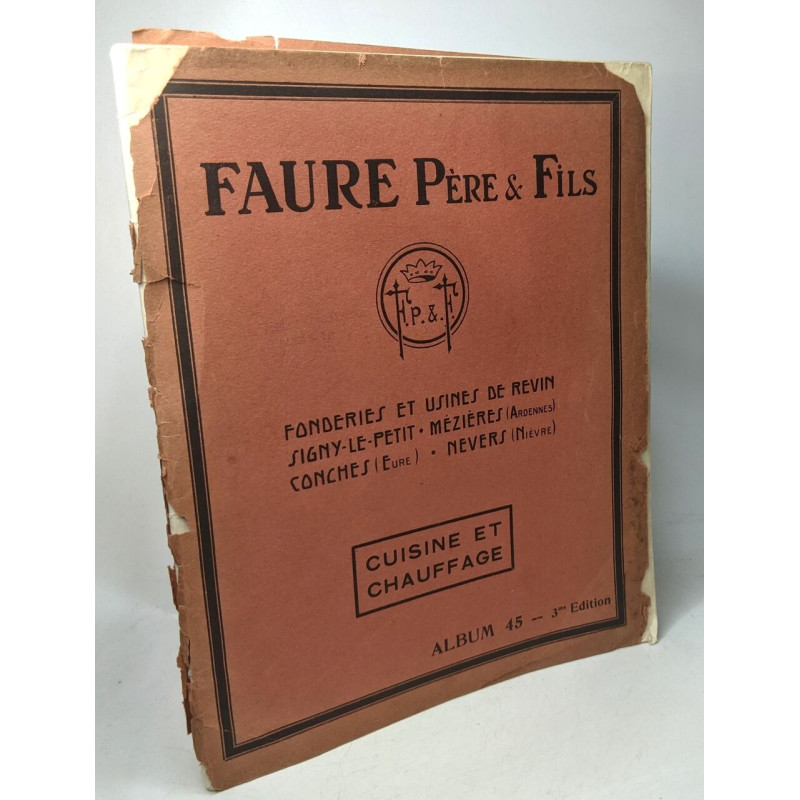 FAURE PÈRE & FILS
F.P.&.F.
FONDERIES ET USINES DE REVIN
SIGNY-LE-PETIT · MÉZIÈRES (ARDENNES)
CONCHES (EURE) · NEVERS (NIÈVRE)
CUISINE ET
CHAUFFAGE
ALBUM 45 — 3me Edition